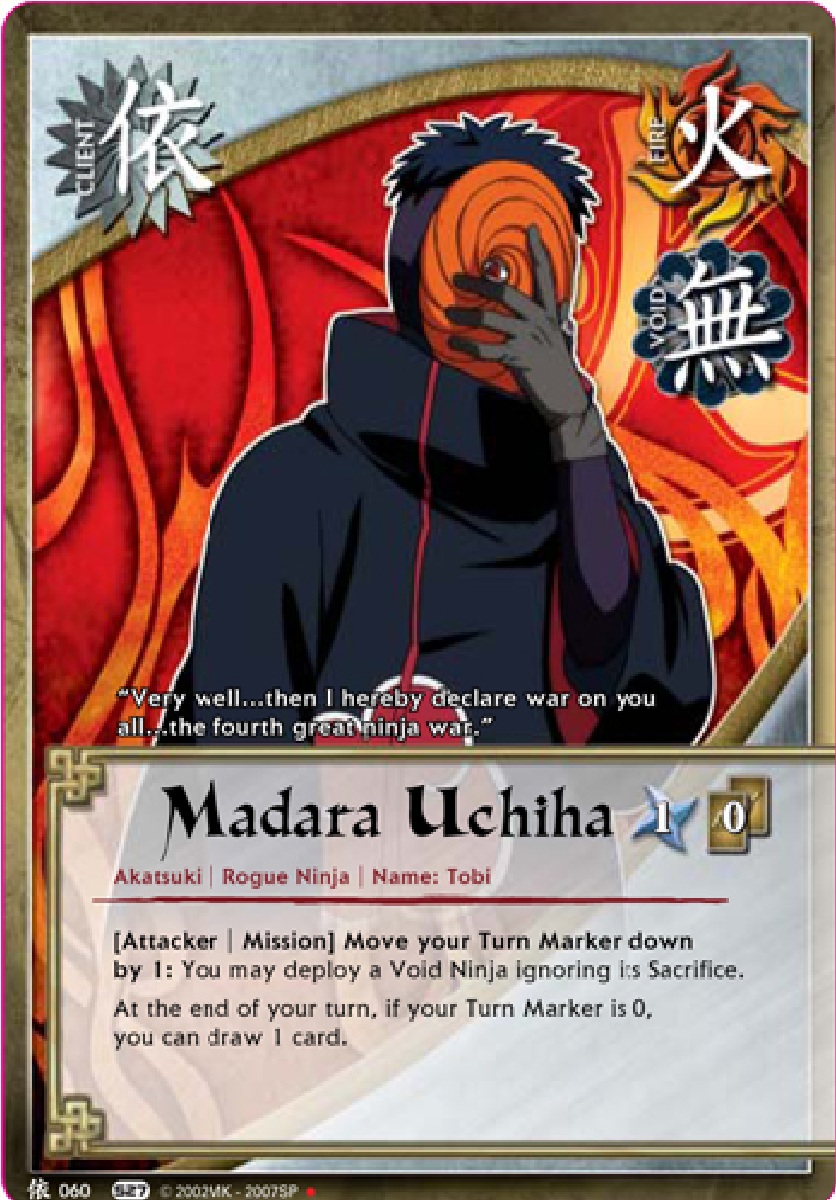 CLIENT
依
FIRE
火
VOID
無
"Very well...then I hereby declare war on you
all...the fourth great ninja war."
Madara Uchiha 1 0
Akatsuki | Rogue Ninja | Name: Tobi
[Attacker | Mission] Move your Turn Marker down
by 1: You may deploy a Void Ninja ignoring its Sacrifice.
At the end of your turn, if your Turn Marker is 0,
you can draw 1 card.
依 060 © 2002MK - 2007SP